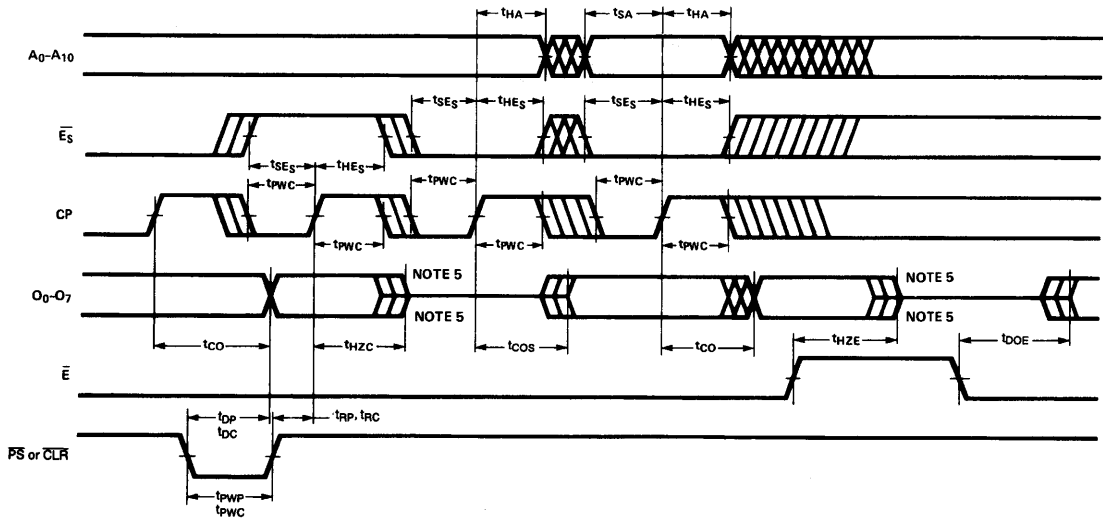 tHA tSA tHA
A0–A10
tSES tHES tSES tHES
ES
tSES tHES
tPWC tPWC tPWC
CP
tPWC tPWC tPWC
NOTE 5 NOTE 5
O0–O7
NOTE 5 NOTE 5
tCO tHZC tCOS tCO tHZE tDOE
E
tDP tRP, tRC
tDC
PS or CLR
tPWP
tPWC